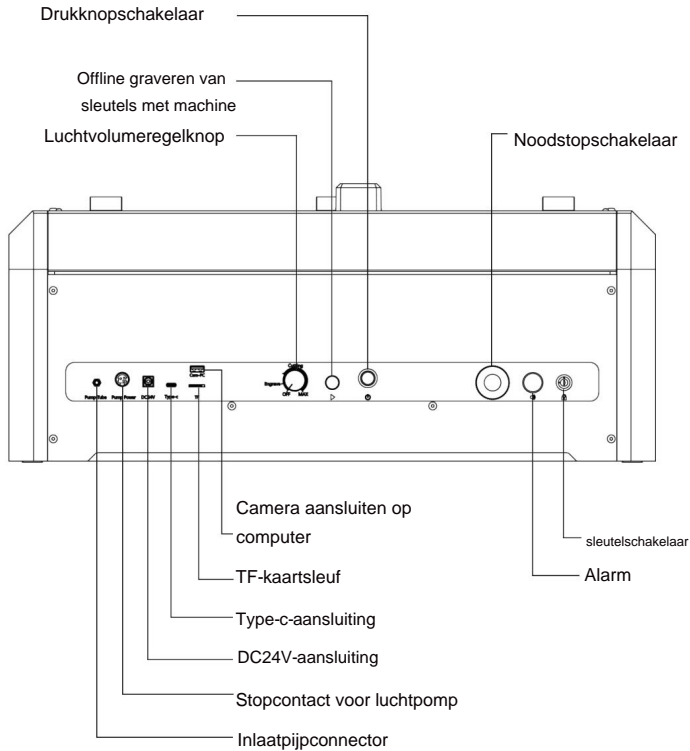 Drukknopschakelaar
Offline graveren van
sleutels met machine
Luchtvolumeregelknop
Noodstopschakelaar
Cutting
Engrave
OFF MAX
Cam-PC
Pump Tube Pump Power DC24V Type-c TF
Camera aansluiten op
computer
sleutelschakelaar
TF-kaartsleuf
Alarm
Type-c-aansluiting
DC24V-aansluiting
Stopcontact voor luchtpomp
Inlaatpijpconnector